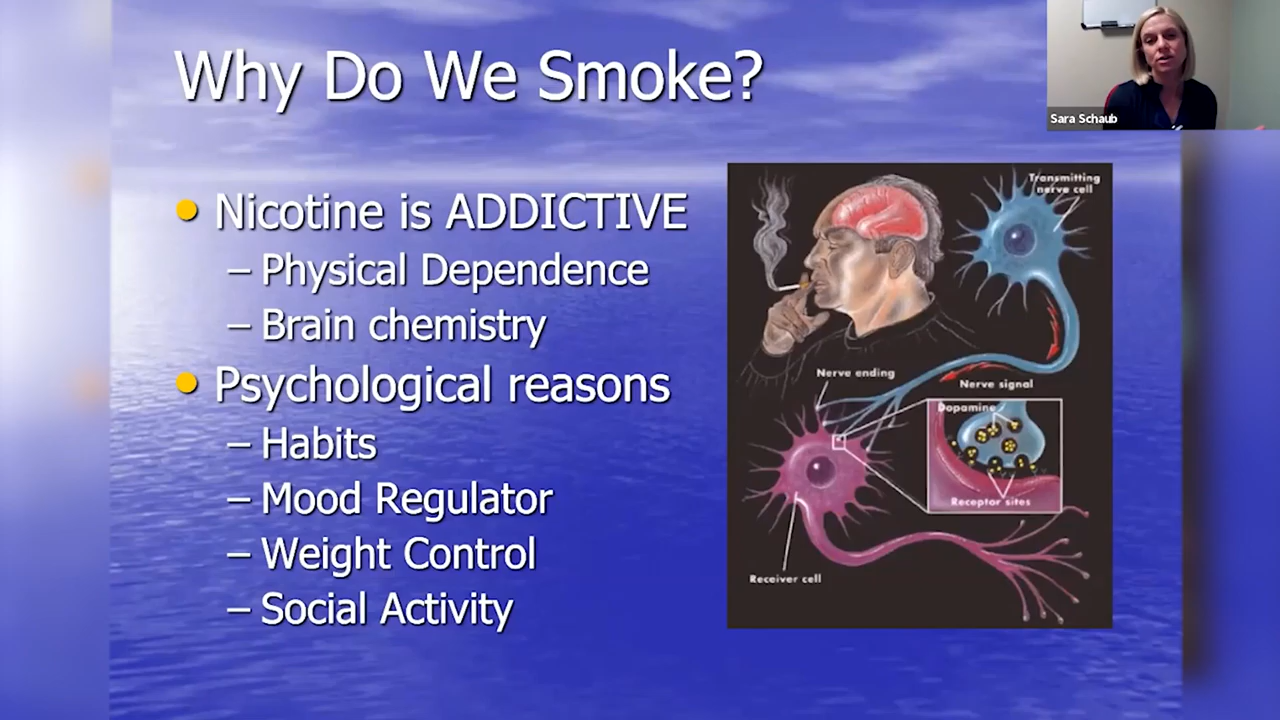 Why Do We Smoke?
Sara Schaub
Nicotine is ADDICTIVE
– Physical Dependence
– Brain chemistry
Psychological reasons
– Habits
– Mood Regulator
– Weight Control
– Social Activity
Transmitting
nerve cell
Nerve ending
Nerve signal
Dopamine
Receptor sites
Receiver cell